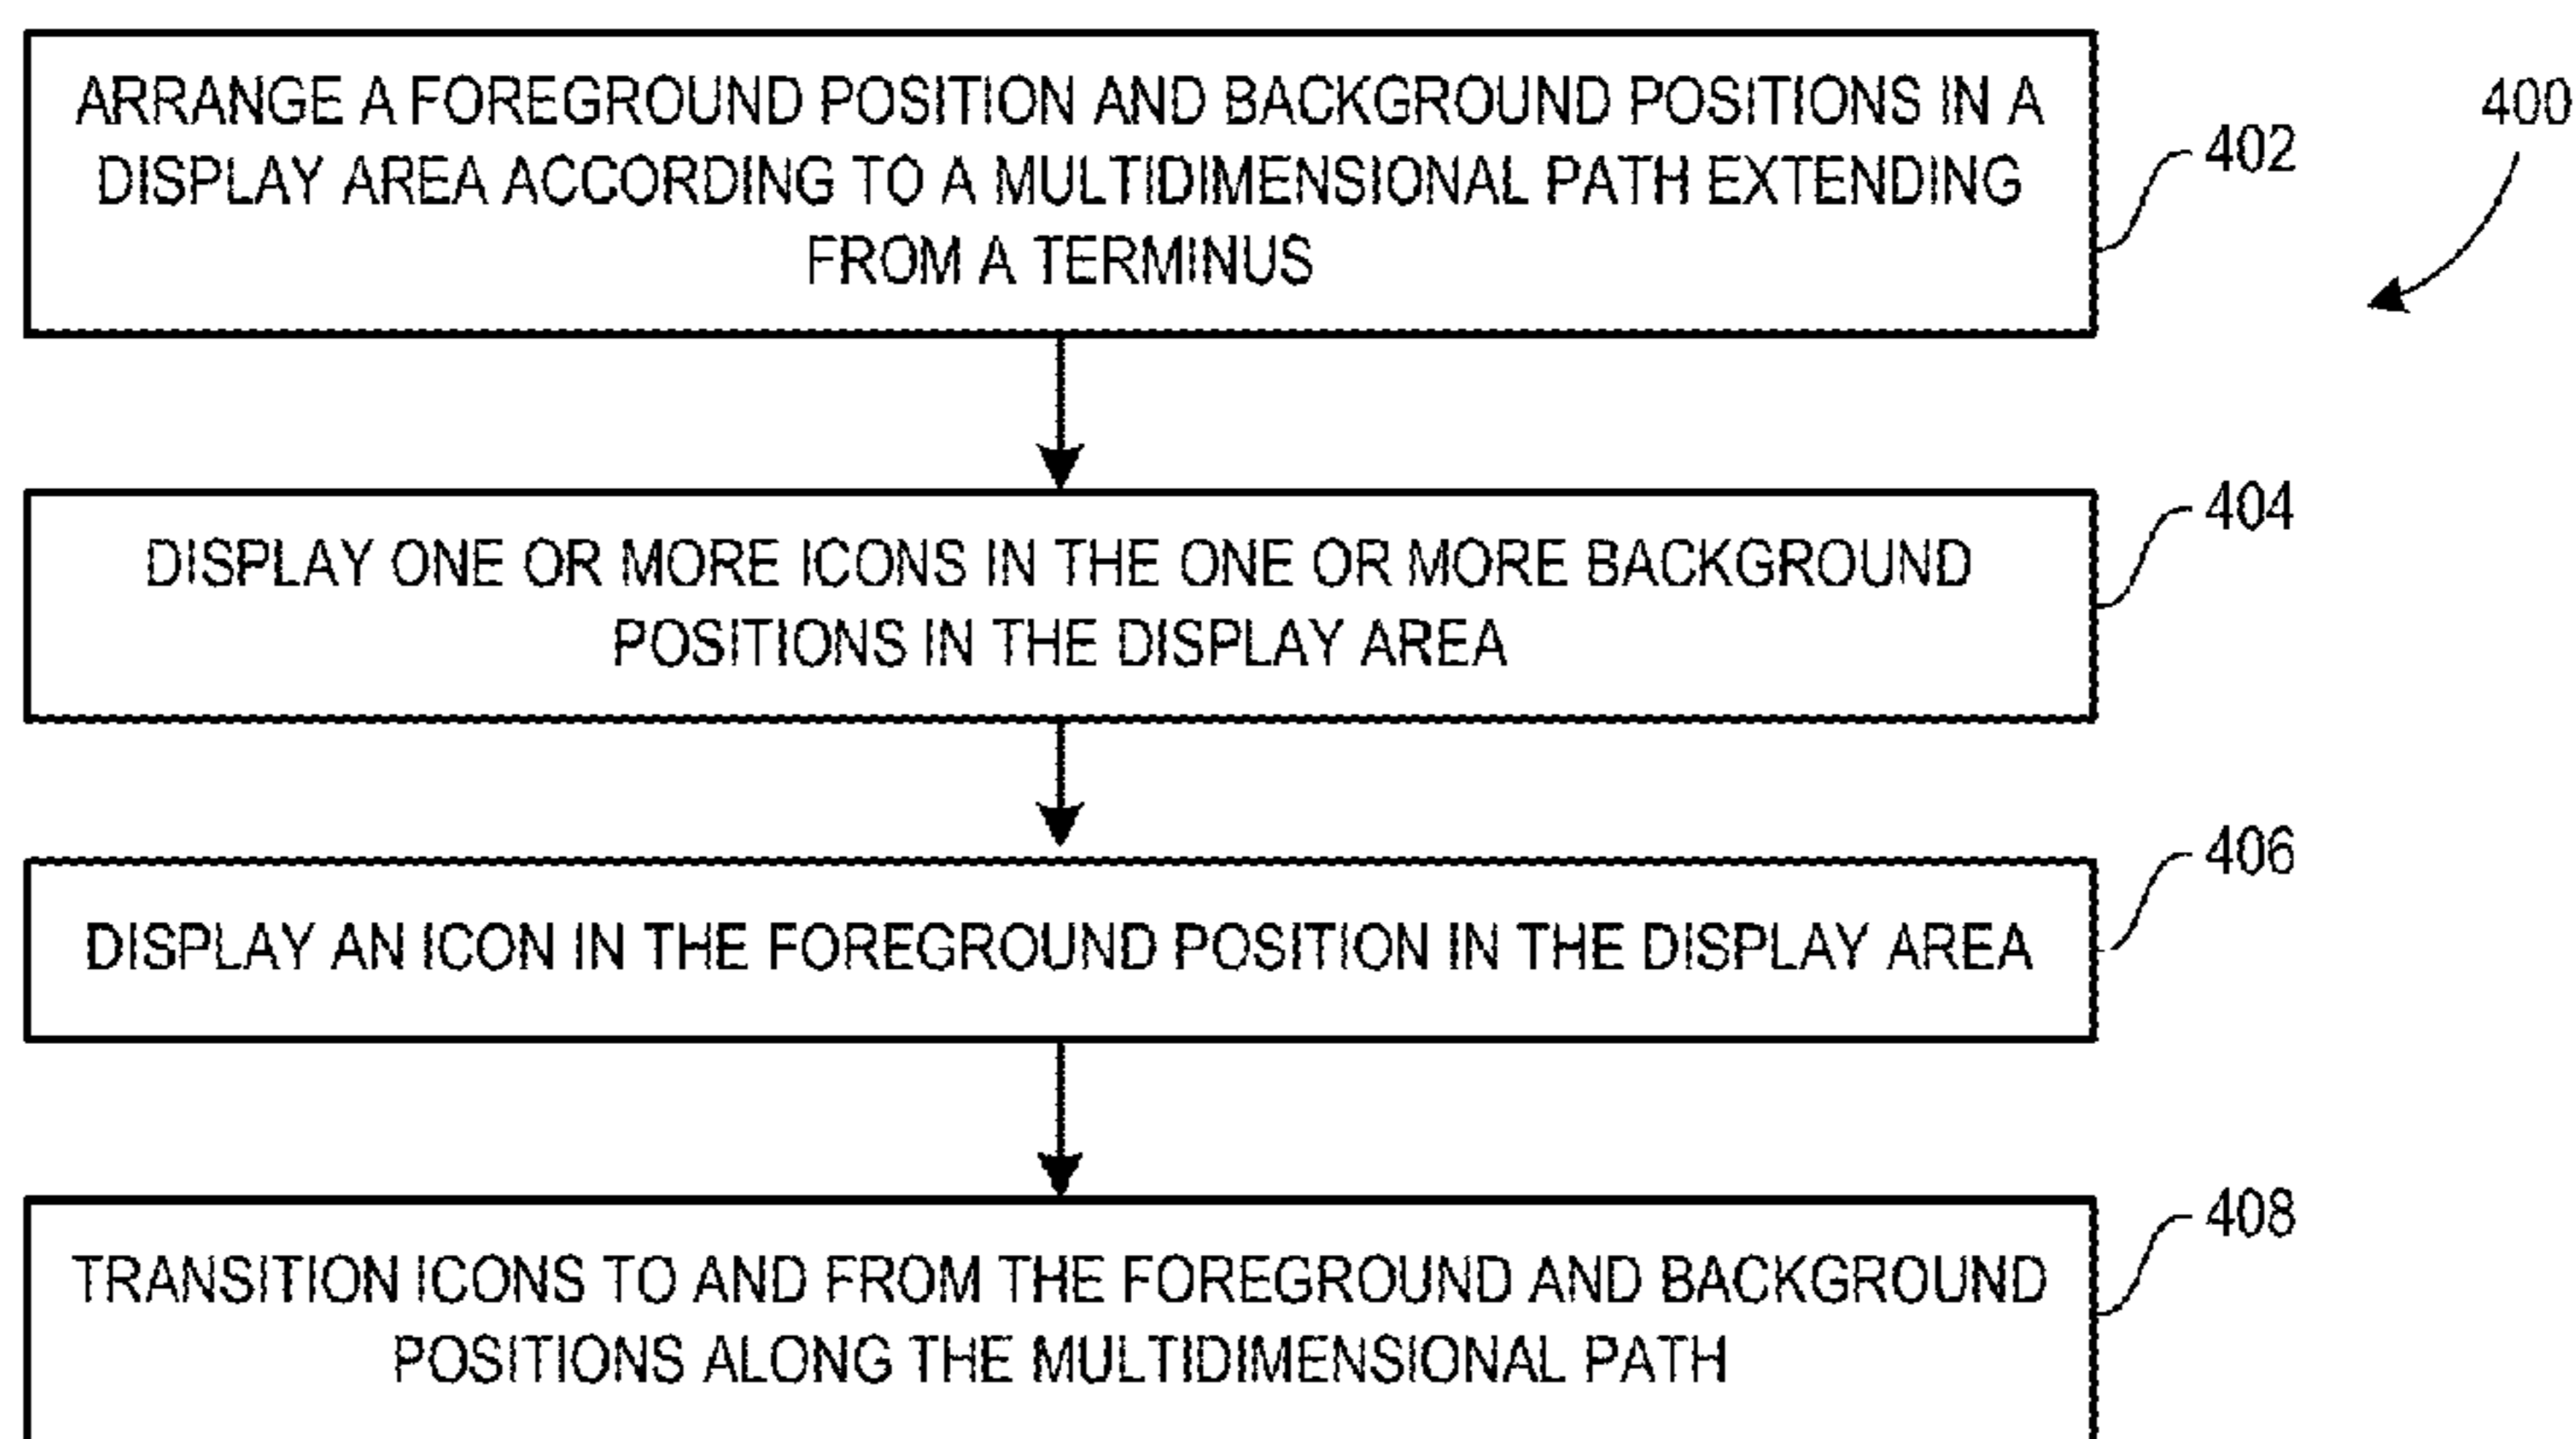 ARRANGE A FOREGROUND POSITION AND BACKGROUND POSITIONS IN A
DISPLAY AREA ACCORDING TO A MULTIDIMENSIONAL PATH EXTENDING
FROM A TERMINUS
402
400
DISPLAY ONE OR MORE ICONS IN THE ONE OR MORE BACKGROUND
POSITIONS IN THE DISPLAY AREA
404
DISPLAY AN ICON IN THE FOREGROUND POSITION IN THE DISPLAY AREA
406
TRANSITION ICONS TO AND FROM THE FOREGROUND AND BACKGROUND
POSITIONS ALONG THE MULTIDIMENSIONAL PATH
408